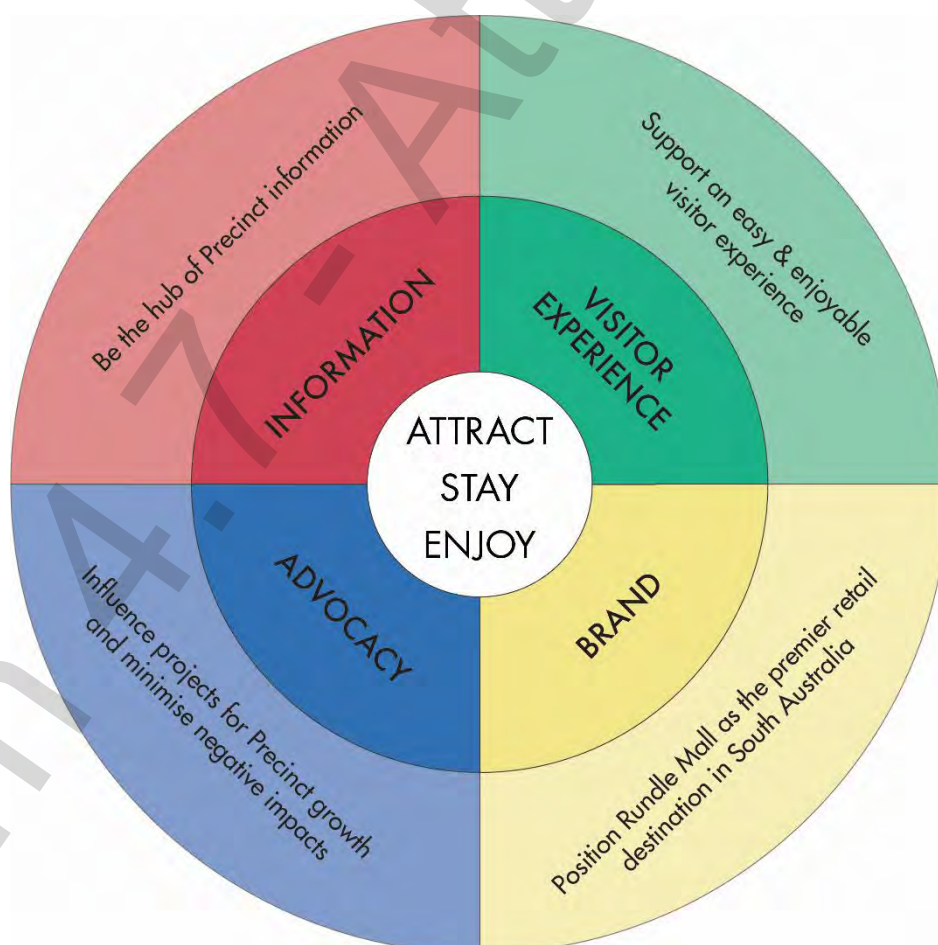 Be the hub of Precinct information
INFORMATION
Support an easy & enjoyable
visitor experience
VISITOR
EXPERIENCE
ATTRACT
STAY
ENJOY
ADVOCACY
Influence projects for Precinct growth
and minimise negative impacts
BRAND
Position Rundle Mall as the premier retail
destination in South Australia